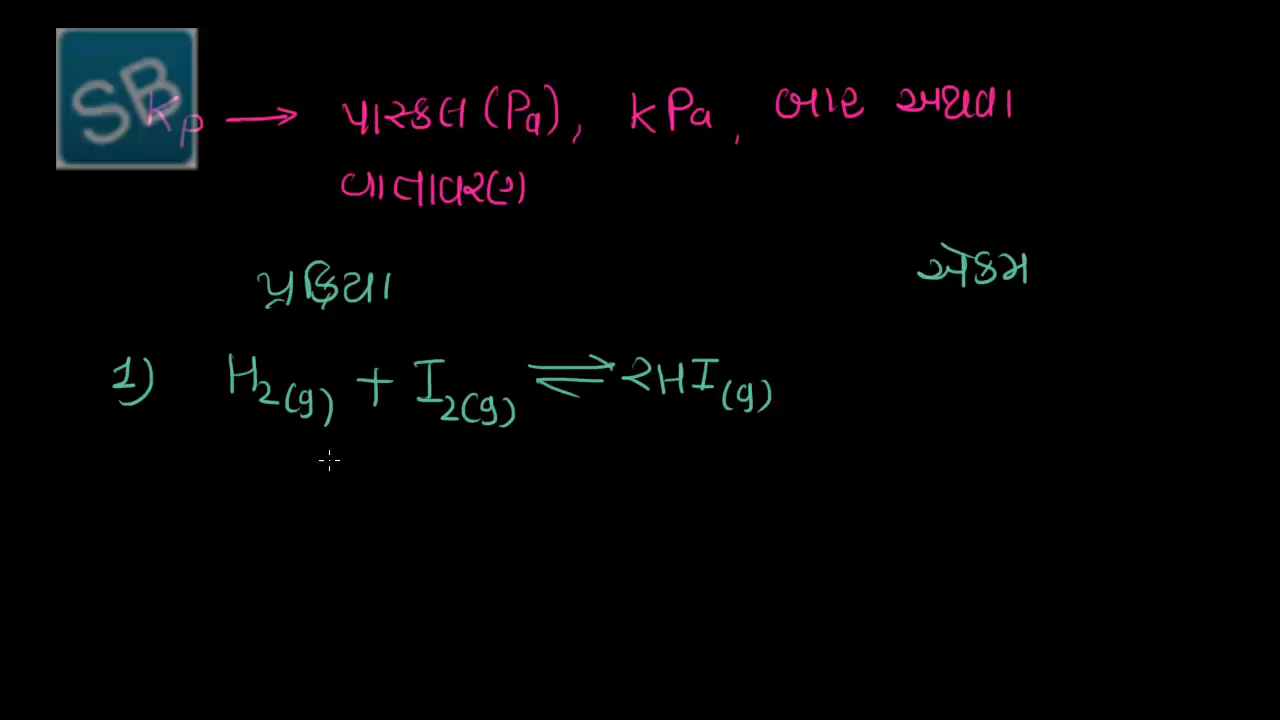 SB
Kp → પાસ્કલ (Pa), kPa, બાર અથવા
વાતાવરણ
પ્રક્રિયા એકમ
1) H2(g) + I2(g) ⇌ 2HI(g)